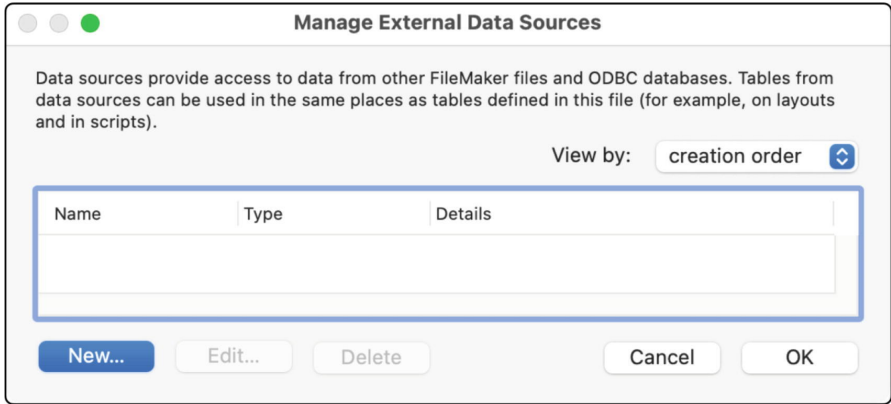 Manage External Data Sources
Data sources provide access to data from other FileMaker files and ODBC databases. Tables from
data sources can be used in the same places as tables defined in this file (for example, on layouts
and in scripts).
View by: creation order
Name Type Details
New... Edit... Delete Cancel OK